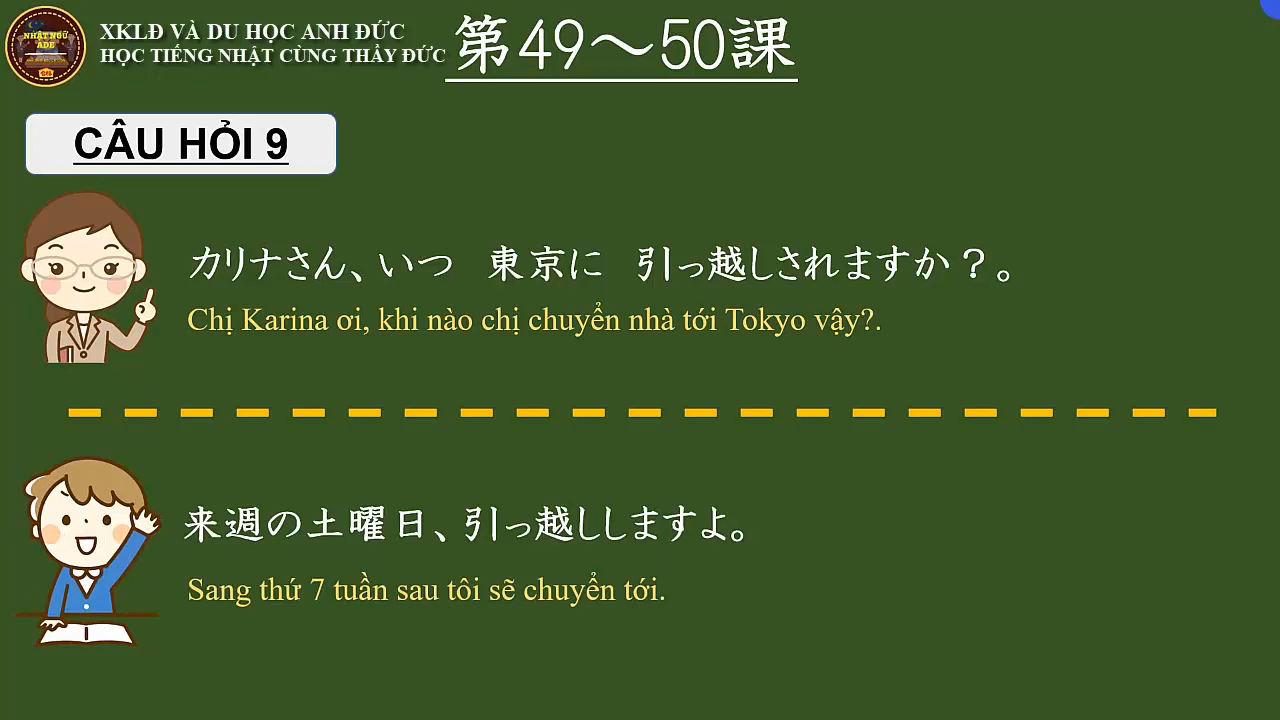 XKLĐ VÀ DU HỌC ANH ĐỨC
HỌC TIẾNG NHẬT CÙNG THẦY ĐỨC
第49～50課
NHẬT NGỮ
ADE
CÂU HỎI 9
カリナさん、いつ　東京に　引っ越しされますか？。
Chị Karina ơi, khi nào chị chuyển nhà tới Tokyo vậy?.
来週の土曜日、引っ越ししますよ。
Sang thứ 7 tuần sau tôi sẽ chuyển tới.